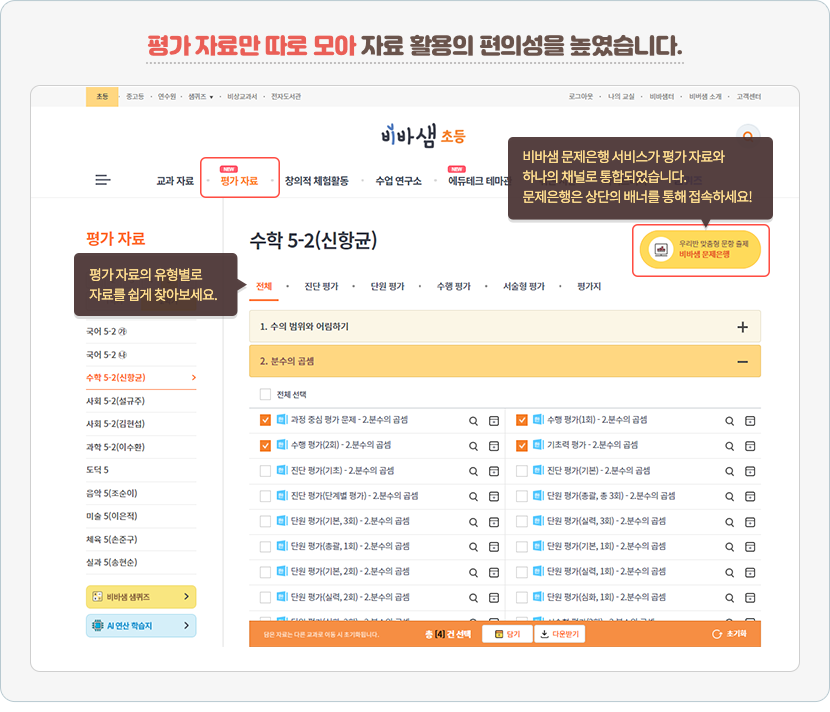 평가 자료만 따로 모아 자료 활용의 편의성을 높였습니다.
초등 · 중고등 · 연수원 · 샘퀴즈 ▾ · 비상교과서 · 전자도서관
로그아웃 · 나의 교실 · 비바샘터 · 비버샘 소개 · 고객센터
비바샘 초등
비바샘 문제은행 서비스가 평가 자료와
하나의 채널로 통합되었습니다.
문제은행은 상단의 배너를 통해 접속하세요!
NEW
NEW
교과 자료 · 평가 자료 · 창의적 체험활동 · 수업 연구소 · 에듀테크 테마관
평가 자료
수학 5-2(신항균)
우리반 맞춤형 문항 출제
비바샘 문제은행
평가 자료의 유형별로
자료를 쉽게 찾아보세요.
전체 · 진단 평가 · 단원 평가 · 수행 평가 · 서술형 평가 · 평가지
국어 5-2 ㉮
국어 5-2 ㉯
수학 5-2(신항균) >
사회 5-2(설규주)
사회 5-2(김현섭)
과학 5-2(이수환)
도덕 5
음악 5(조순이)
미술 5(이은적)
체육 5(손준구)
실과 5(송현순)
비바샘 샘퀴즈 >
AI 연산 학습지 >
1. 수의 범위와 어림하기 +
2. 분수의 곱셈 −
전체 선택
과정 중심 평가 문제 - 2.분수의 곱셈
수행 평가(1회) - 2.분수의 곱셈
수행 평가(2회) - 2.분수의 곱셈
기초력 평가 - 2.분수의 곱셈
진단 평가(기초) - 2.분수의 곱셈
진단 평가(기본) - 2.분수의 곱셈
진단 평가(단계별 평가) - 2.분수의 곱셈
단원 평가(총괄, 총 3회) - 2.분수의 곱셈
단원 평가(기본, 3회) - 2.분수의 곱셈
단원 평가(실력, 3회) - 2.분수의 곱셈
단원 평가(총괄, 1회) - 2.분수의 곱셈
단원 평가(기본, 1회) - 2.분수의 곱셈
단원 평가(기본, 2회) - 2.분수의 곱셈
단원 평가(실력, 1회) - 2.분수의 곱셈
단원 평가(실력, 2회) - 2.분수의 곱셈
단원 평가(심화, 1회) - 2.분수의 곱셈
담은 자료는 다른 교과로 이동 시 초기화됩니다.
총 [4]건 선택
담기
다운받기
초기화